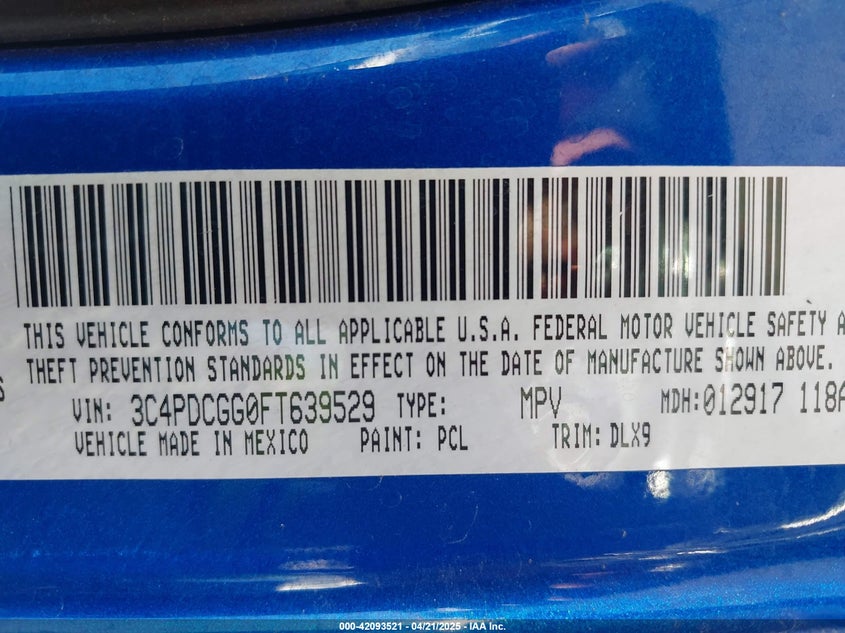 THIS VEHICLE CONFORMS TO ALL APPLICABLE U.S.A. FEDERAL MOTOR VEHICLE SAFETY A
THEFT PREVENTION STANDARDS IN EFFECT ON THE DATE OF MANUFACTURE SHOWN ABOVE.
S
VIN: 3C4PDCGG0FT639529 TYPE: MPV MDH:012917 118A
VEHICLE MADE IN MEXICO PAINT: PCL TRIM: DLX9
000-42093521 - 04/21/2025 - IAA Inc.